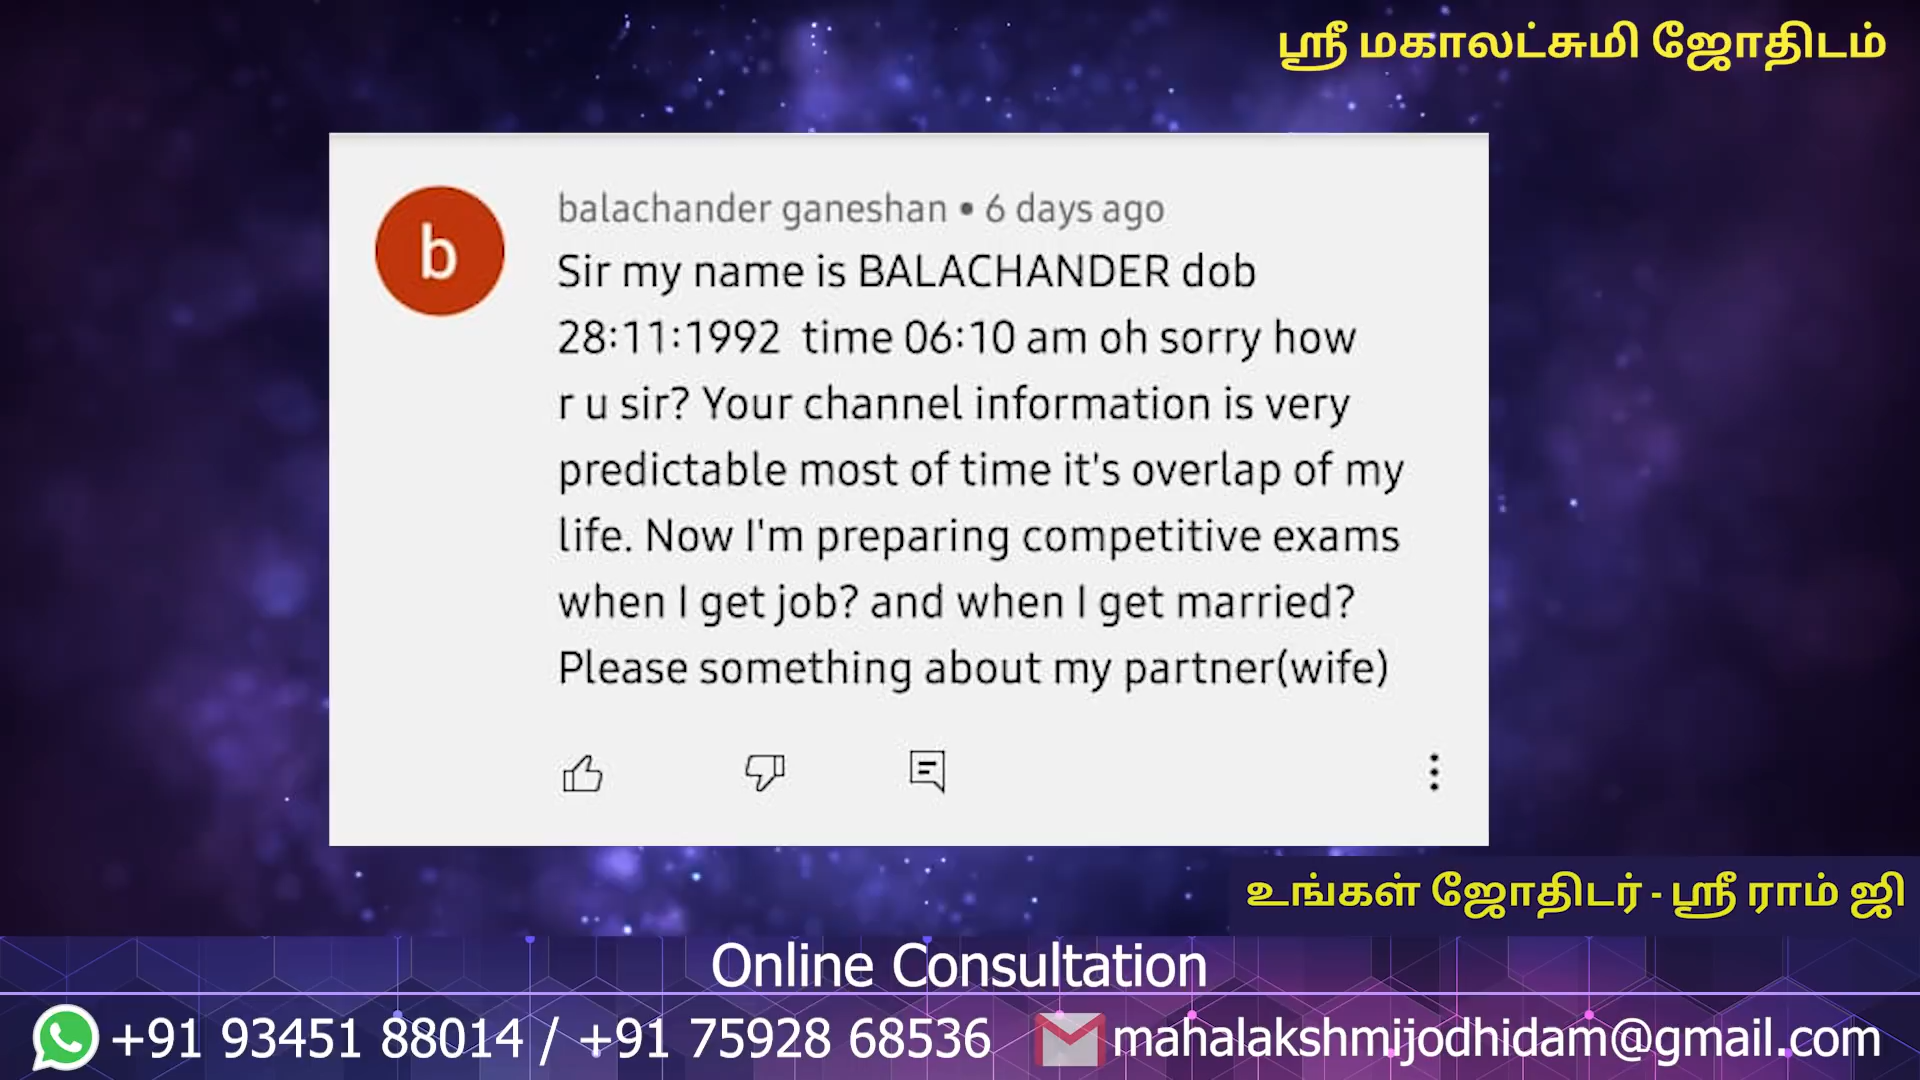 ஸ்ரீ மகாலட்சுமி ஜோதிடம்
b
balachander ganeshan • 6 days ago
Sir my name is BALACHANDER dob
28:11:1992 time 06:10 am oh sorry how
r u sir? Your channel information is very
predictable most of time it's overlap of my
life. Now I'm preparing competitive exams
when I get job? and when I get married?
Please something about my partner(wife)
உங்கள் ஜோதிடர் - ஸ்ரீ ராம் ஜி
Online Consultation
+91 93451 88014 / +91 75928 68536 mahalakshmijodhidam@gmail.com